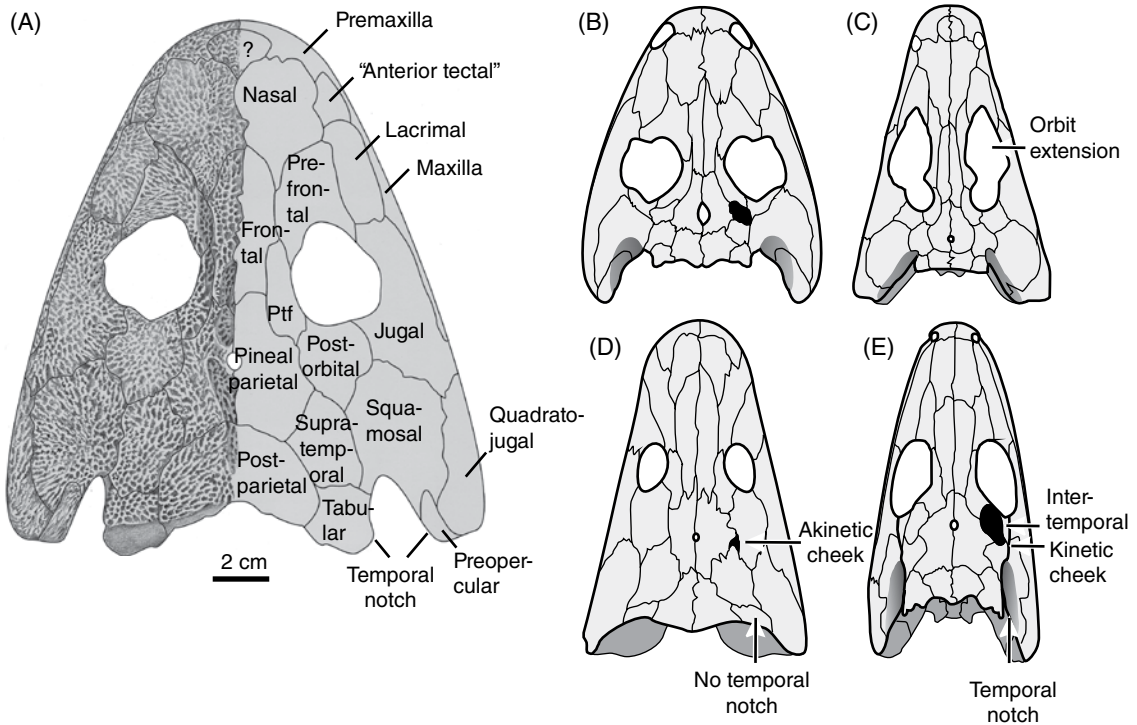 (A)
Premaxilla
?
“Anterior tectal”
Nasal
Lacrimal
Maxilla
Pre-
fron-
tal
Fron-
tal
Ptf
Jugal
Post-
orbital
Pineal
parietal
Squa-
mosal
Quadrato-
jugal
Supra-
temp-
oral
Post-
parietal
Tabu-
lar
2 cm
Temporal
notch
Preoper-
cular
(B)
(C)
Orbit
extension
(D)
Akinetic
cheek
No temporal
notch
(E)
Inter-
temporal
Kinetic
cheek
Temporal
notch